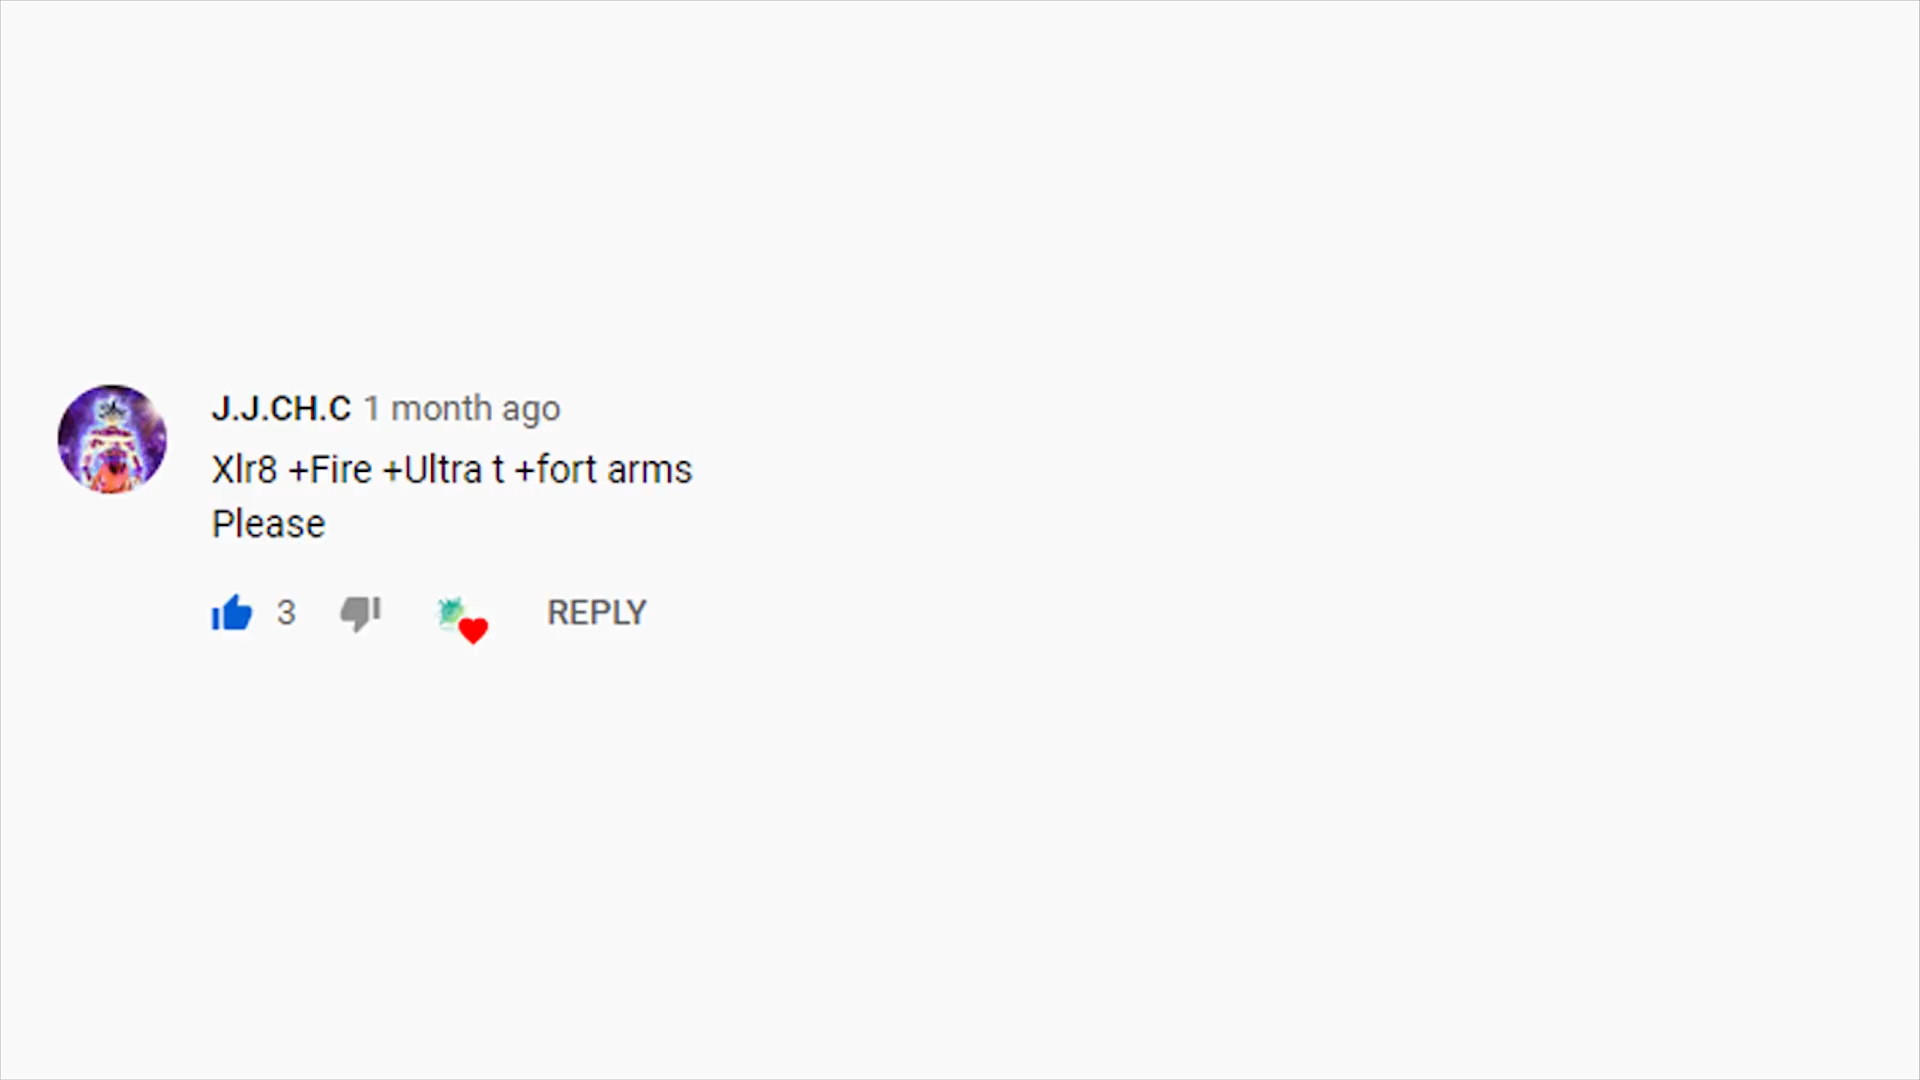 J.J.CH.C 1 month ago
Xlr8 +Fire +Ultra t +fort arms
Please
3 REPLY